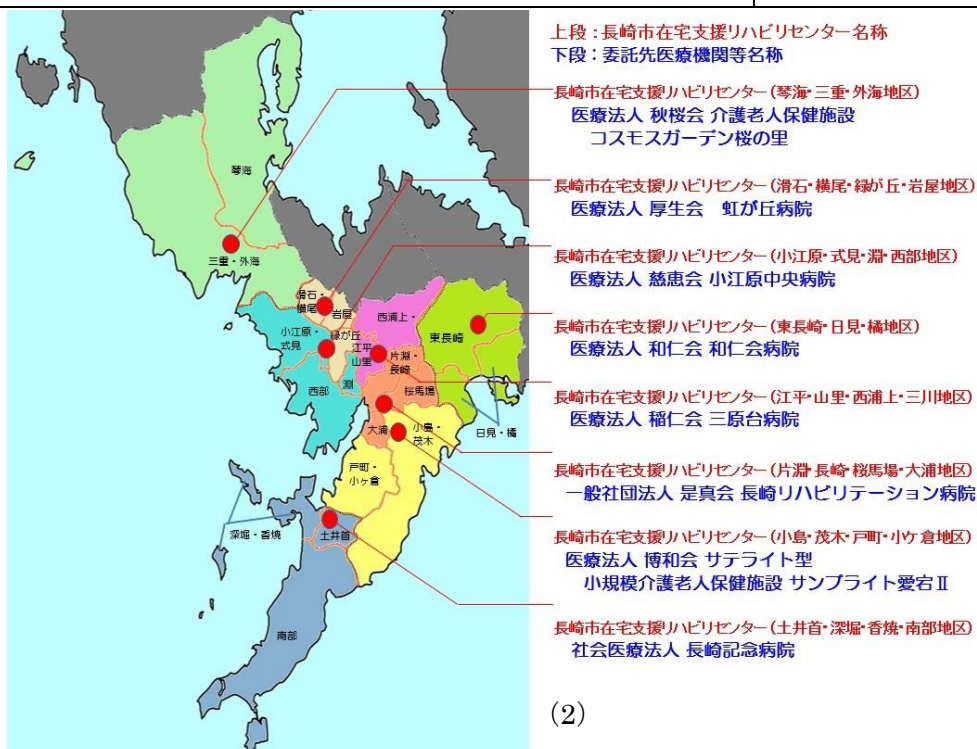 上段：長崎市在宅支援リハビリセンター名称
下段：委託先医療機関等名称
長崎市在宅支援リハビリセンター（琴海・三重・外海地区）
医療法人 秋桜会 介護老人保健施設
コスモスガーデン桜の里
長崎市在宅支援リハビリセンター（滑石・横尾・緑が丘・岩屋地区）
医療法人 厚生会　虹が丘病院
長崎市在宅支援リハビリセンター（小江原・式見・淵・西部地区）
医療法人 慈恵会 小江原中央病院
長崎市在宅支援リハビリセンター（東長崎・日見・橘地区）
医療法人 和仁会 和仁会病院
長崎市在宅支援リハビリセンター（江平・山里・西浦上・三川地区）
医療法人 稲仁会 三原台病院
長崎市在宅支援リハビリセンター（片淵・長崎・桜馬場・大浦地区）
一般社団法人 是真会 長崎リハビリテーション病院
長崎市在宅支援リハビリセンター（小島・茂木・戸町・小ケ倉地区）
医療法人 博和会 サテライト型
小規模介護老人保健施設 サンブライト愛宕Ⅱ
長崎市在宅支援リハビリセンター（土井首・深堀・香焼・南部地区）
社会医療法人 長崎記念病院
琴海
三重・外海
滑石・
横尾
岩屋
西浦上・
小江原・
式見
緑が丘
江平・
山里
片淵・
長崎
東長崎
淵
西部
桜馬場
大浦
小島・
茂木
日見・橘
戸町・
小ヶ倉
深堀・香焼
土井首
南部
(2)